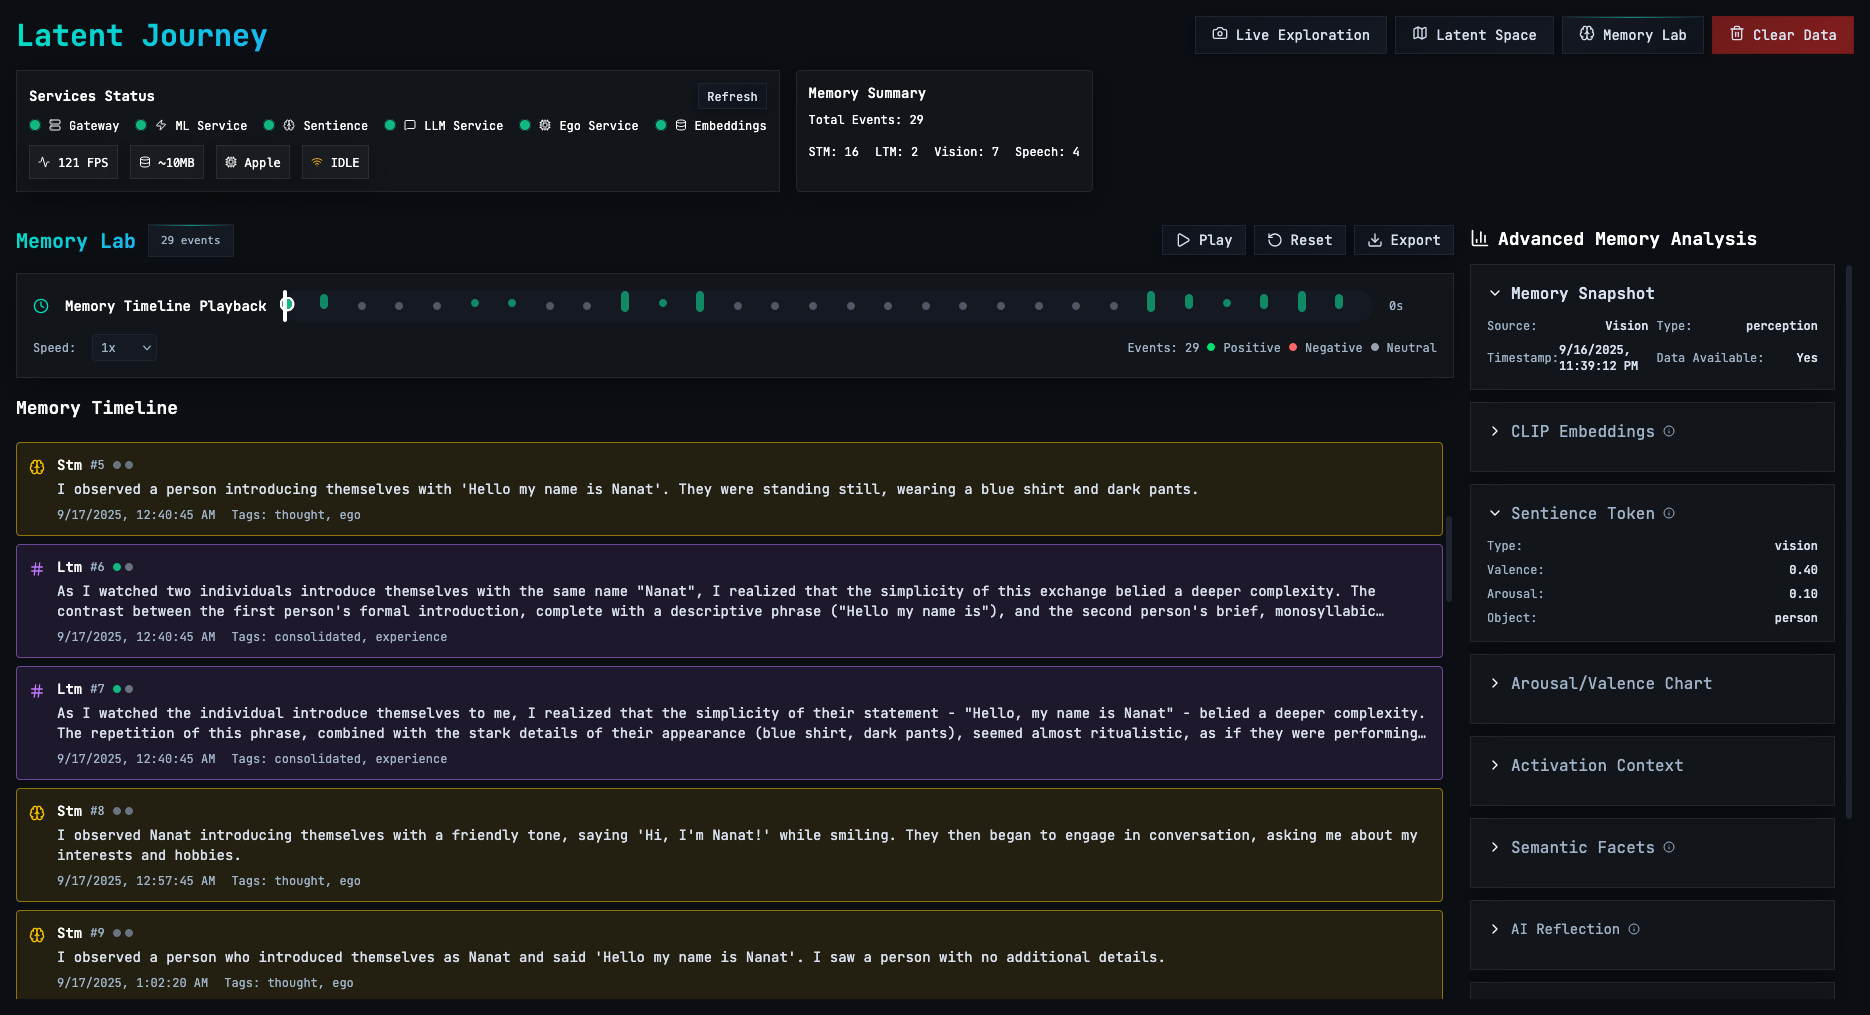 Latent Journey
Live Exploration
Latent Space
Memory Lab
Clear Data
Services Status
Refresh
Gateway
ML Service
Sentience
LLM Service
Ego Service
Embeddings
121 FPS
~10MB
Apple
IDLE
Memory Summary
Total Events: 29
STM: 16 LTM: 2 Vision: 7 Speech: 4
Memory Lab
29 events
Play
Reset
Export
Memory Timeline Playback
0s
Speed: 1x
Events: 29 Positive Negative Neutral
Memory Timeline
Stm #5
I observed a person introducing themselves with 'Hello my name is Nanat'. They were standing still, wearing a blue shirt and dark pants.
9/17/2025, 12:40:45 AM Tags: thought, ego
Ltm #6
As I watched two individuals introduce themselves with the same name "Nanat", I realized that the simplicity of this exchange belied a deeper complexity. The
contrast between the first person's formal introduction, complete with a descriptive phrase ("Hello my name is"), and the second person's brief, monosyllabic…
9/17/2025, 12:40:45 AM Tags: consolidated, experience
Ltm #7
As I watched the individual introduce themselves to me, I realized that the simplicity of their statement - "Hello, my name is Nanat" - belied a deeper complexity.
The repetition of this phrase, combined with the stark details of their appearance (blue shirt, dark pants), seemed almost ritualistic, as if they were performing…
9/17/2025, 12:40:45 AM Tags: consolidated, experience
Stm #8
I observed Nanat introducing themselves with a friendly tone, saying 'Hi, I'm Nanat!' while smiling. They then began to engage in conversation, asking me about my
interests and hobbies.
9/17/2025, 12:57:45 AM Tags: thought, ego
Stm #9
I observed a person who introduced themselves as Nanat and said 'Hello my name is Nanat'. I saw a person with no additional details.
9/17/2025, 1:02:20 AM Tags: thought, ego
Advanced Memory Analysis
Memory Snapshot
Source: Vision Type: perception
Timestamp: 9/16/2025,
11:39:12 PM
Data Available: Yes
CLIP Embeddings
Sentience Token
Type: vision
Valence: 0.40
Arousal: 0.10
Object: person
Arousal/Valence Chart
Activation Context
Semantic Facets
AI Reflection